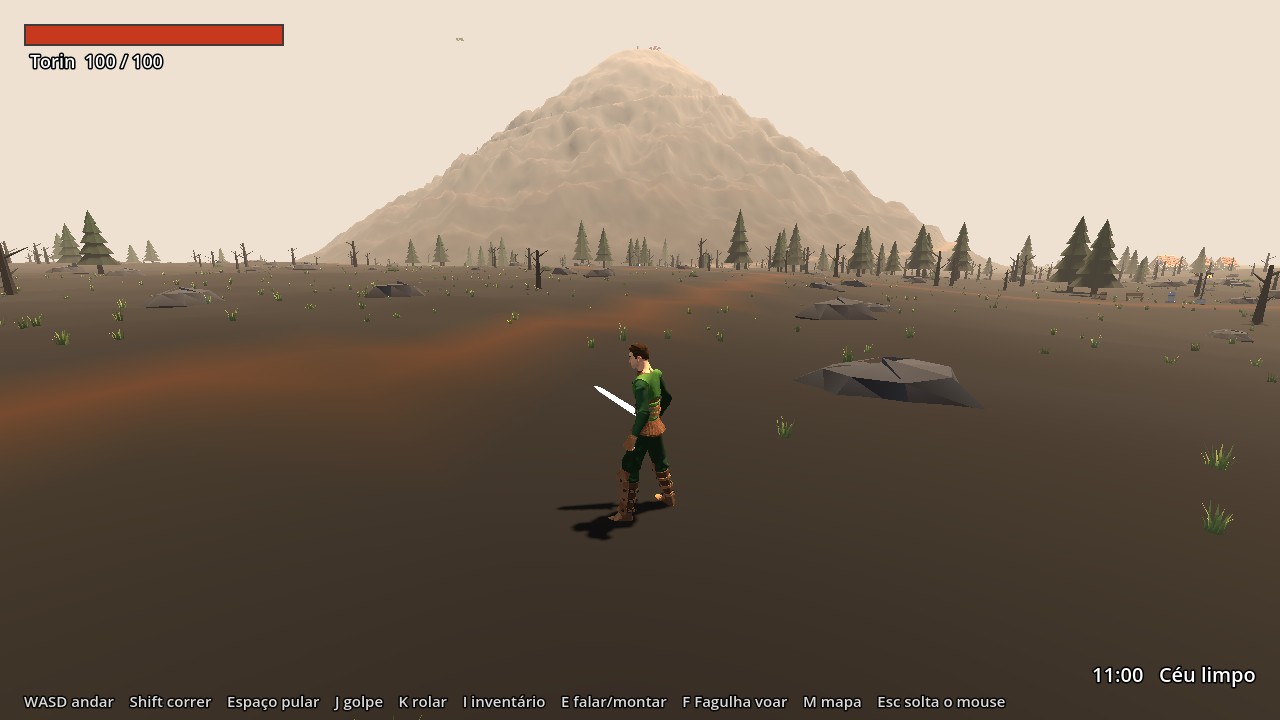 Torin 100 / 100
11:00 Céu limpo
WASD andar Shift correr Espaço pular J golpe K rolar I inventário E falar/montar F Fagulha voar M mapa Esc solta o mouse